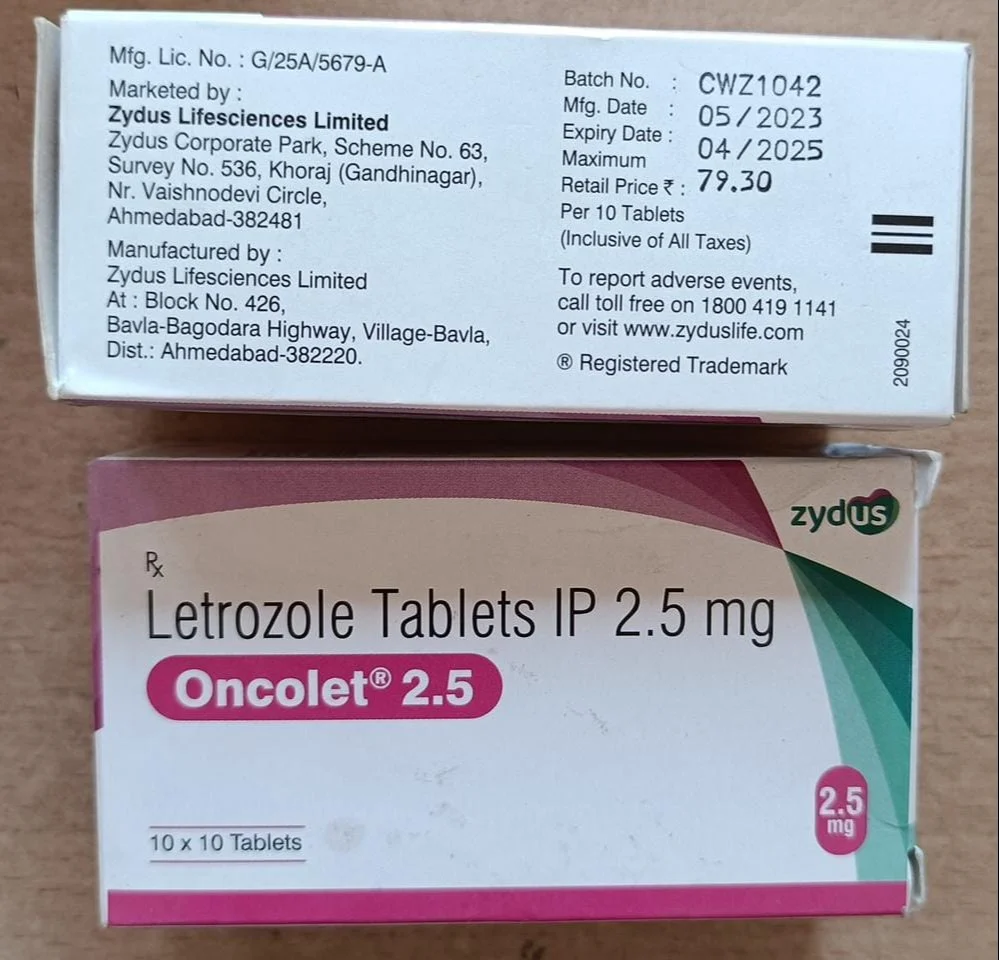 Mfg. Lic. No. : G/25A/5679-A
Marketed by :
Zydus Lifesciences Limited
Zydus Corporate Park, Scheme No. 63,
Survey No. 536, Khoraj (Gandhinagar),
Nr. Vaishnodevi Circle,
Ahmedabad-382481
Manufactured by :
Zydus Lifesciences Limited
At : Block No. 426,
Bavla-Bagodara Highway, Village-Bavla,
Dist.: Ahmedabad-382220.
Batch No. : CWZ1042
Mfg. Date : 05/2023
Expiry Date : 04/2025
Maximum
Retail Price ₹ : 79.30
Per 10 Tablets
(Inclusive of All Taxes)
To report adverse events,
call toll free on 1800 419 1141
or visit www.zyduslife.com
® Registered Trademark
2090024
zydus
Rx
Letrozole Tablets IP 2.5 mg
Oncolet® 2.5
2.5
mg
10 x 10 Tablets